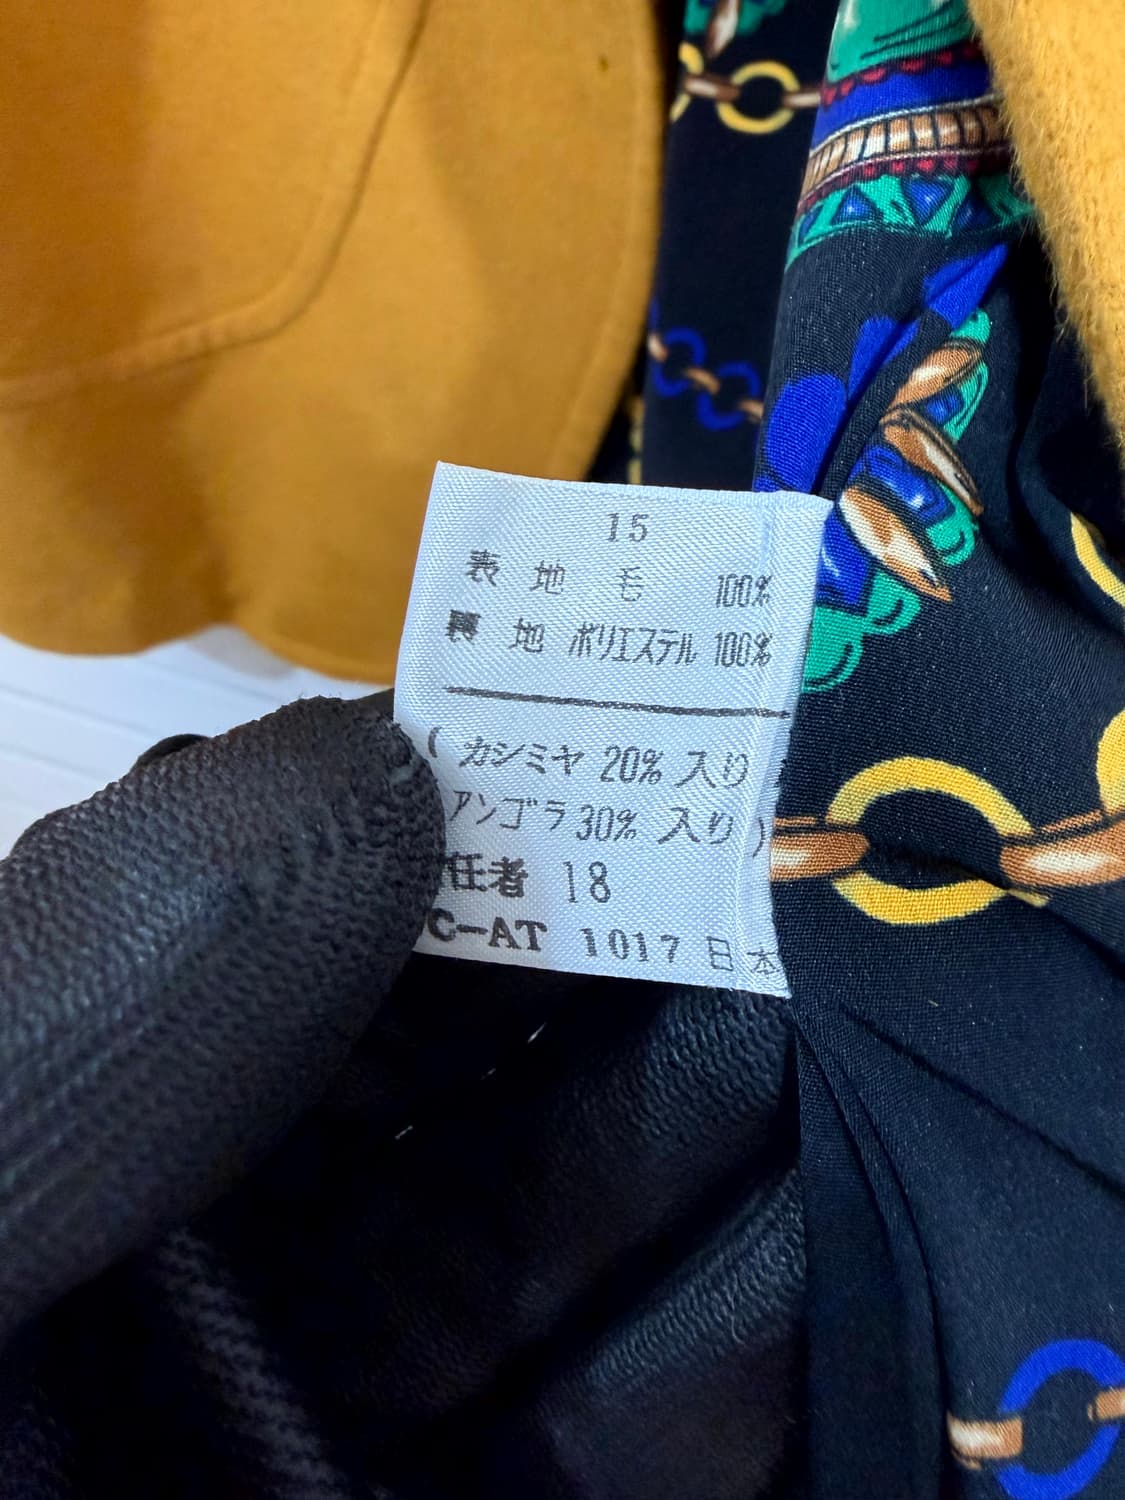 15
表地 毛 100%
裏地 ポリエステル 100%
( カシミヤ 20% 入り
アンゴラ 30% 入り )
任者 18
C-AT 1017 日本